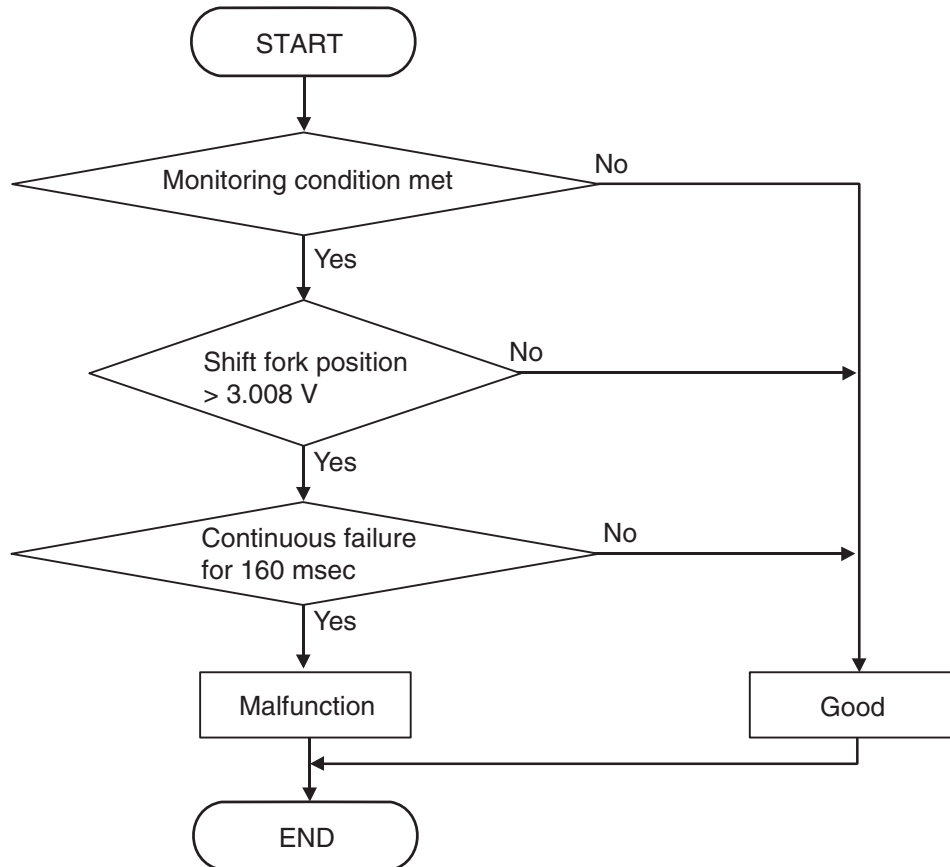 START
Monitoring condition met
No
Yes
Shift fork position
> 3.008 V
No
Yes
Continuous failure
for 160 msec
No
Yes
Malfunction
Good
END